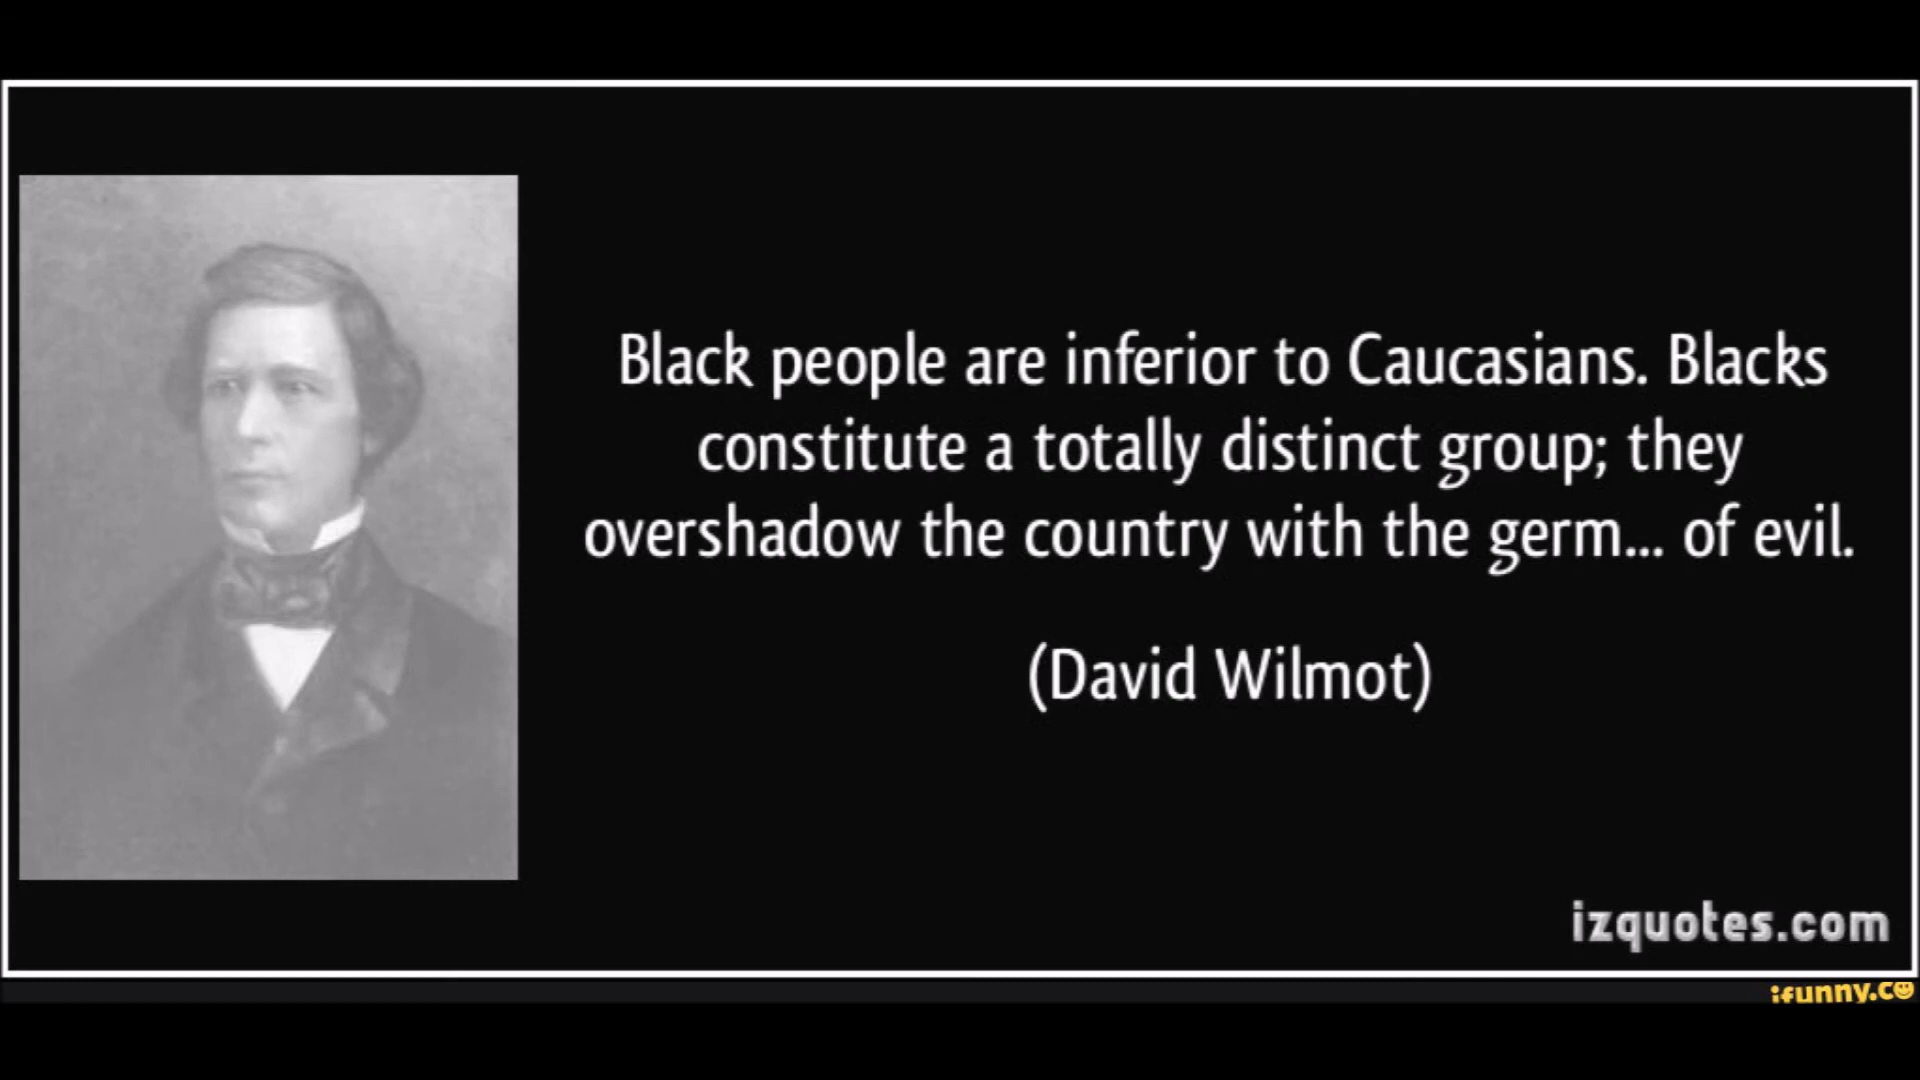 Black people are inferior to Caucasians. Blacks
constitute a totally distinct group; they
overshadow the country with the germ... of evil.
(David Wilmot)
izquotes.com
ifunny.co